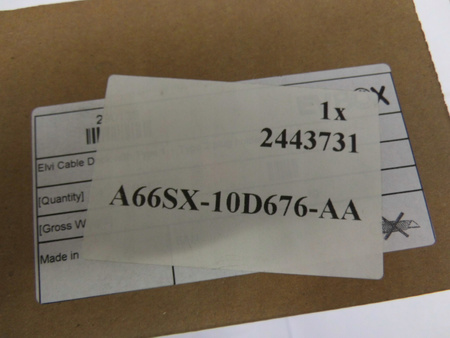 1x
2443731
Elvi Cable D
[Quantity]
A66SX-10D676-AA
[Gross W
Made in